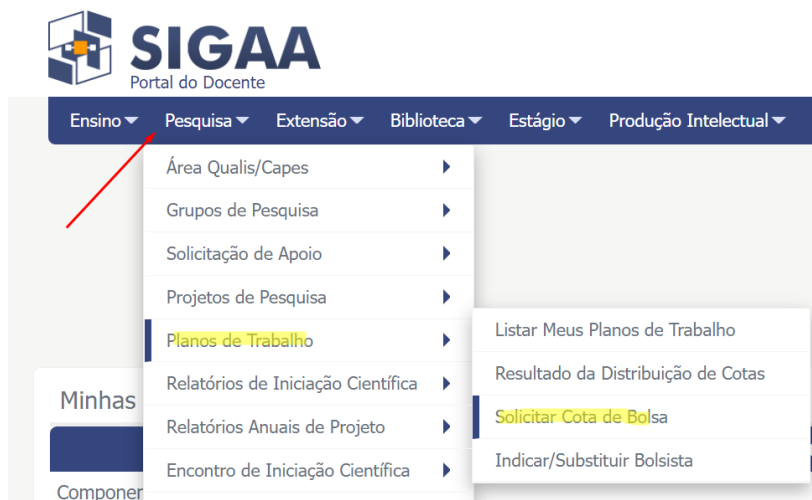 SIGAA
Portal do Docente
Ensino Pesquisa Extensão Biblioteca Estágio Produção Intelectual
Área Qualis/Capes
Grupos de Pesquisa
Solicitação de Apoio
Projetos de Pesquisa
Planos de Trabalho
Listar Meus Planos de Trabalho
Resultado da Distribuição de Cotas
Solicitar Cota de Bolsa
Indicar/Substituir Bolsista
Relatórios de Iniciação Científica
Relatórios Anuais de Projeto
Encontro de Iniciação Científica
Minhas
Componer